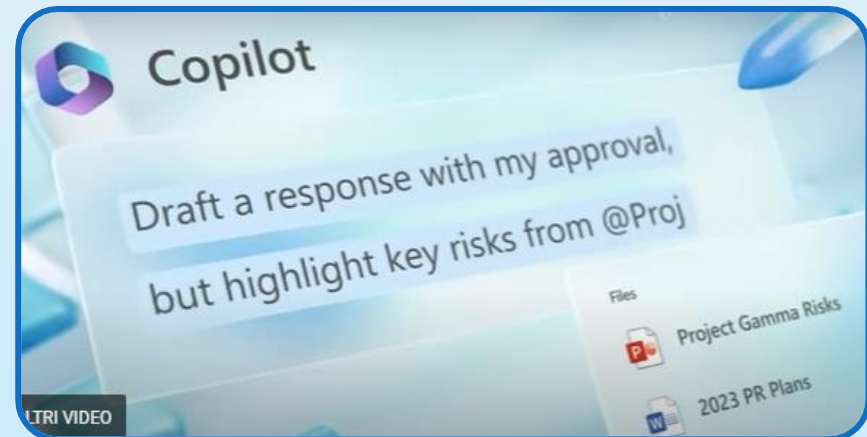 Copilot
Draft a response with my approval,
but highlight key risks from @Proj
Files
Project Gamma Risks
2023 PR Plans
LTRI VIDEO